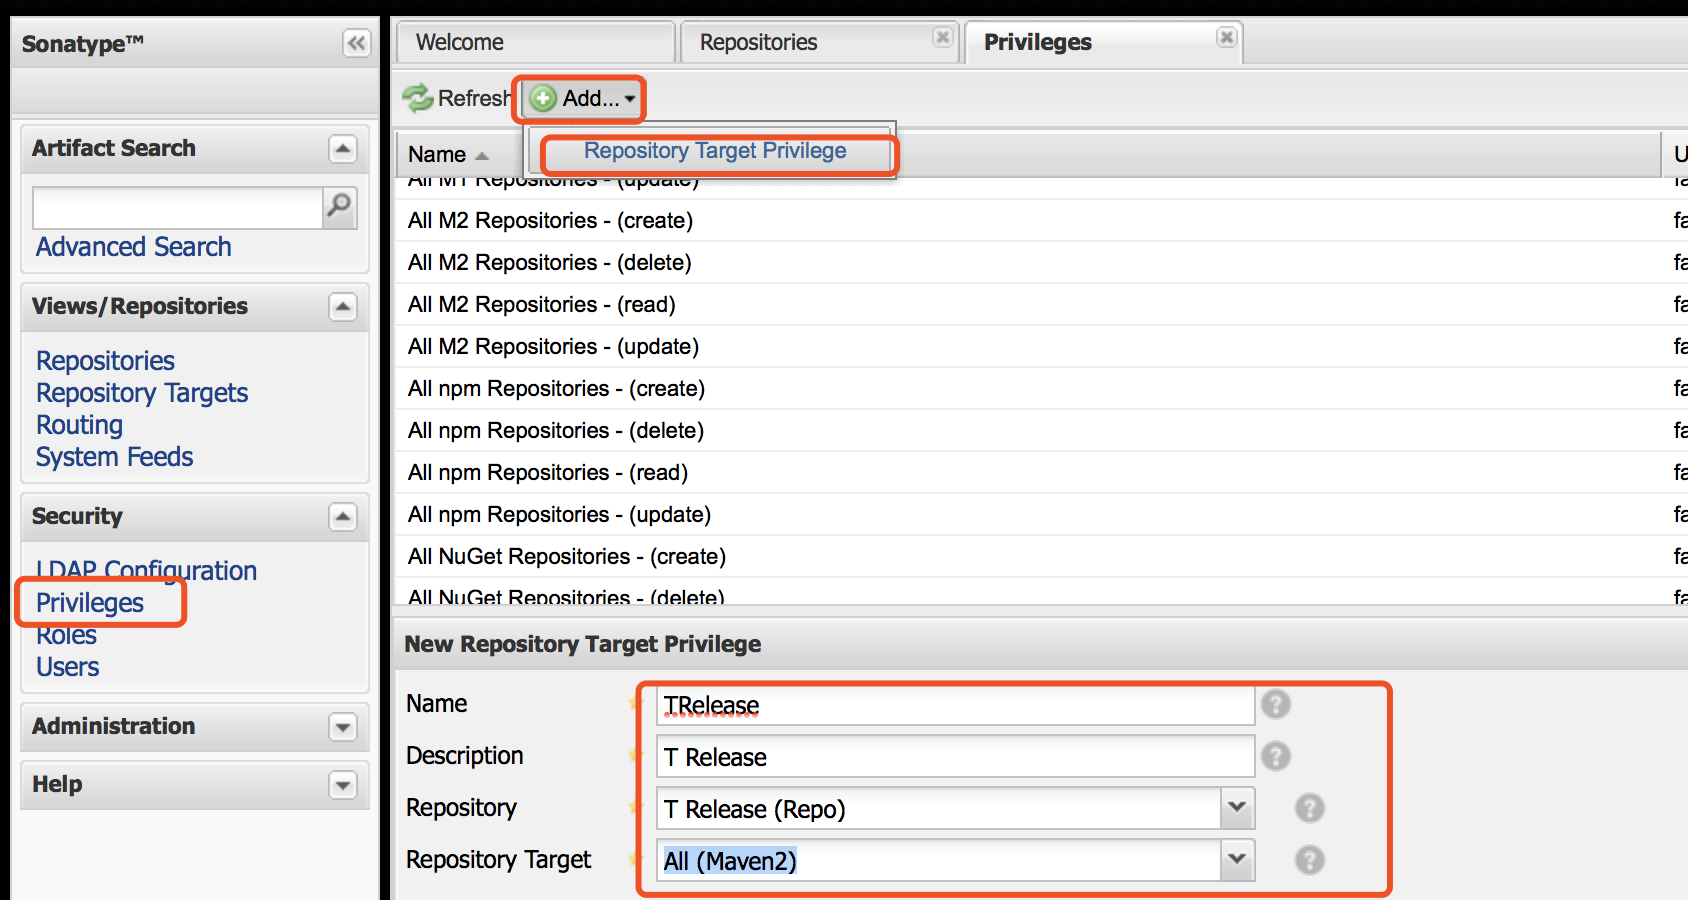 Sonatype™
Welcome
Repositories
Privileges
Refresh
Add...
Repository Target Privilege
Artifact Search
Advanced Search
Views/Repositories
Repositories
Repository Targets
Routing
System Feeds
Security
LDAP Configuration
Privileges
Roles
Users
Administration
Help
Name
U
All M1 Repositories - (update)
fa
All M2 Repositories - (create)
fa
All M2 Repositories - (delete)
fa
All M2 Repositories - (read)
fa
All M2 Repositories - (update)
fa
All npm Repositories - (create)
fa
All npm Repositories - (delete)
fa
All npm Repositories - (read)
fa
All npm Repositories - (update)
fa
All NuGet Repositories - (create)
fa
All NuGet Repositories - (delete)
fa
New Repository Target Privilege
Name
TRelease
Description
T Release
Repository
T Release (Repo)
Repository Target
All (Maven2)